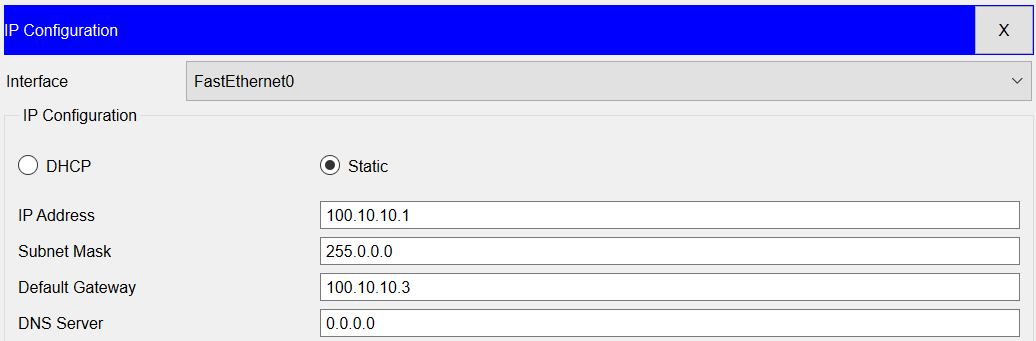 IP Configuration
X
Interface
FastEthernet0
IP Configuration
DHCP
Static
IP Address
100.10.10.1
Subnet Mask
255.0.0.0
Default Gateway
100.10.10.3
DNS Server
0.0.0.0